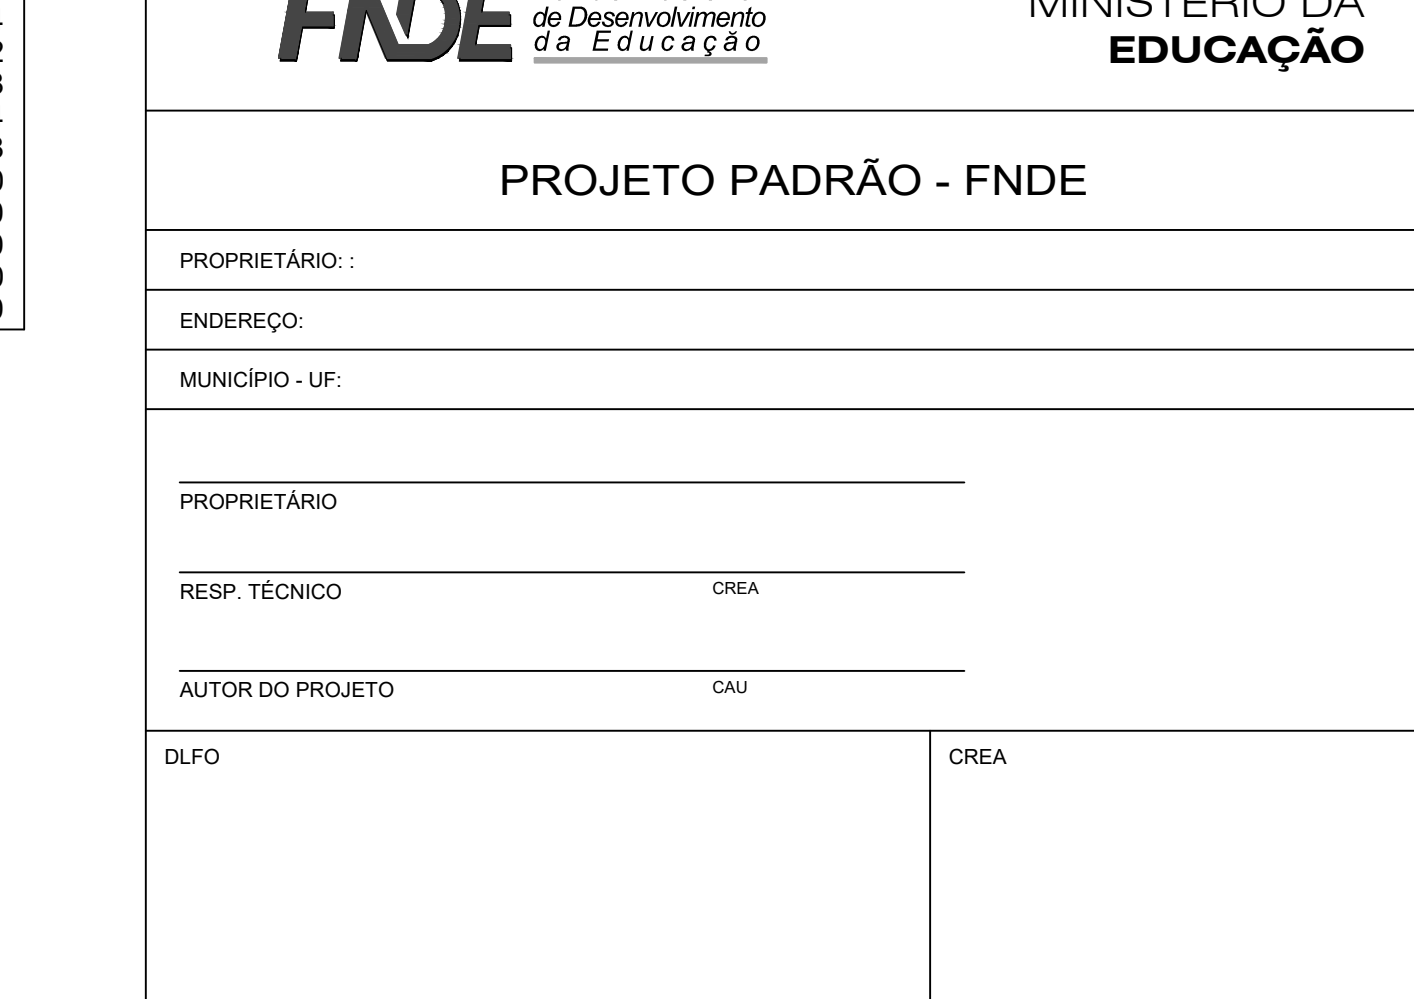 FNDE
de Desenvolvimento
da Educação
MINISTÉRIO DA
EDUCAÇÃO
PROJETO PADRÃO - FNDE
PROPRIETÁRIO: :
ENDEREÇO:
MUNICÍPIO - UF:
PROPRIETÁRIO
RESP. TÉCNICO CREA
AUTOR DO PROJETO CAU
DLFO
CREA